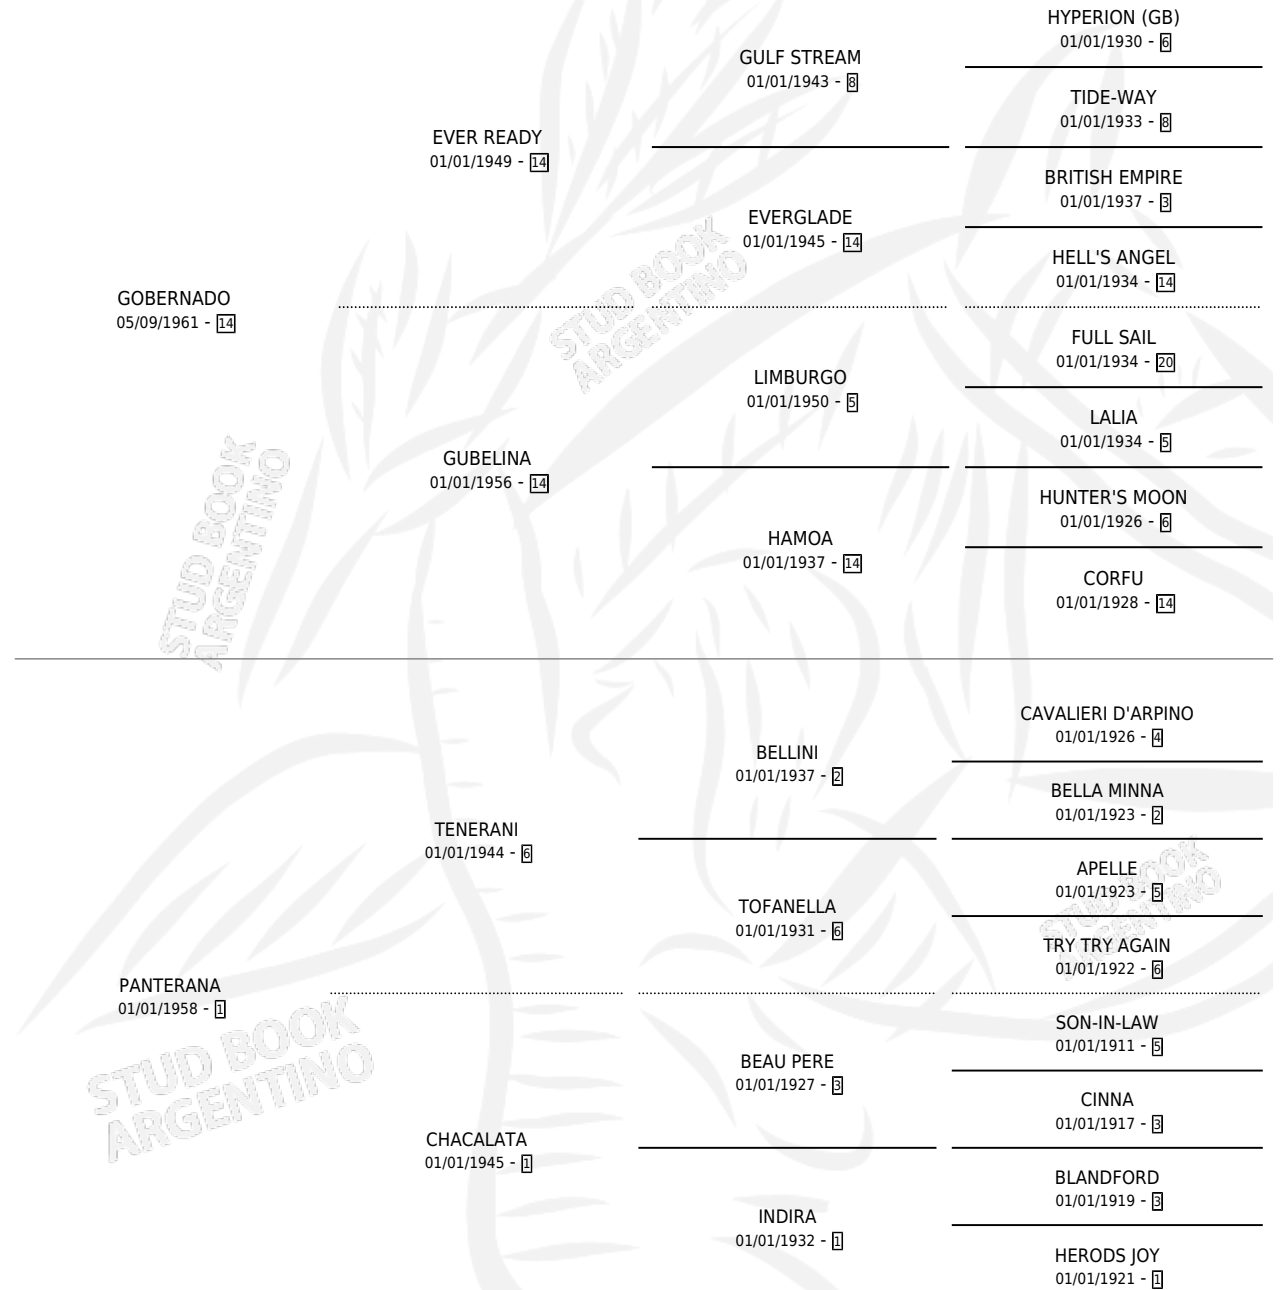 HYPERION (GB)
01/01/1930 - 6
GULF STREAM
01/01/1943 - 8
TIDE-WAY
01/01/1933 - 8
EVER READY
01/01/1949 - 14
BRITISH EMPIRE
01/01/1937 - 3
EVERGLADE
01/01/1945 - 14
HELL'S ANGEL
01/01/1934 - 14
GOBERNADO
05/09/1961 - 14
FULL SAIL
01/01/1934 - 20
LIMBURGO
01/01/1950 - 5
LALIA
01/01/1934 - 5
GUBELINA
01/01/1956 - 14
HUNTER'S MOON
01/01/1926 - 6
HAMOA
01/01/1937 - 14
CORFU
01/01/1928 - 14
STUD BOOK
ARGENTINO
STUD BOOK
ARGENTINO
CAVALIERI D'ARPINO
01/01/1926 - 4
BELLINI
01/01/1937 - 2
BELLA MINNA
01/01/1923 - 2
TENERANI
01/01/1944 - 6
APELLE
01/01/1923 - 5
TOFANELLA
01/01/1931 - 6
TRY TRY AGAIN
01/01/1922 - 6
PANTERANA
01/01/1958 - 1
SON-IN-LAW
01/01/1911 - 5
BEAU PERE
01/01/1927 - 3
CINNA
01/01/1917 - 3
CHACALATA
01/01/1945 - 1
BLANDFORD
01/01/1919 - 3
INDIRA
01/01/1932 - 1
HERODS JOY
01/01/1921 - 1
STUD BOOK
ARGENTINO
STUD BOOK
ARGENTINO